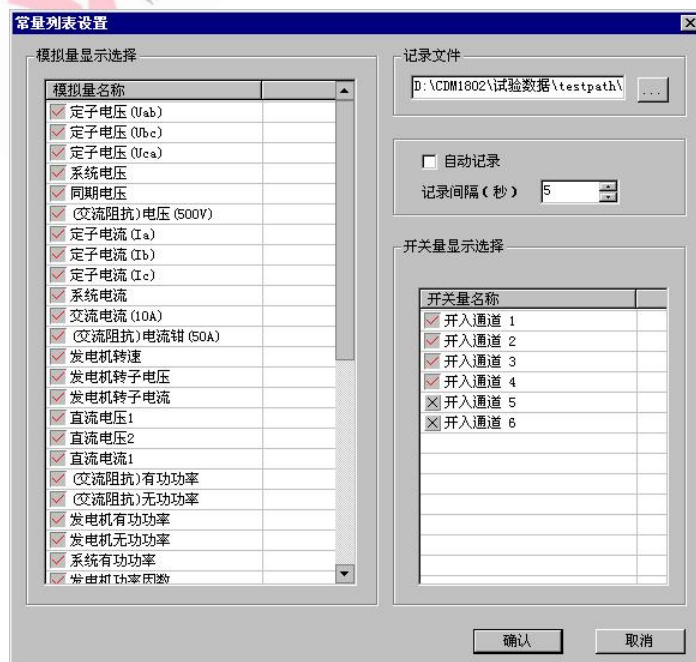 常量列表设置
模拟量显示选择
模拟量名称
定子电压(Uab)
定子电压(Ubc)
定子电压(Uca)
系统电压
同期电压
(交流阻抗)电压(500V)
定子电流(Ia)
定子电流(Ib)
定子电流(Ic)
系统电流
交流电流(10A)
(交流阻抗)电流钳(50A)
发电机转速
发电机转子电压
发电机转子电流
直流电压1
直流电压2
直流电流1
(交流阻抗)有功功率
(交流阻抗)无功功率
发电机有功功率
发电机无功功率
系统有功功率
发电机功率因数
记录文件
D:\CDM1802\试验数据\testpath\
...
自动记录
记录间隔(秒) 5
开关量显示选择
开关量名称
开入通道 1
开入通道 2
开入通道 3
开入通道 4
开入通道 5
开入通道 6
确认
取消